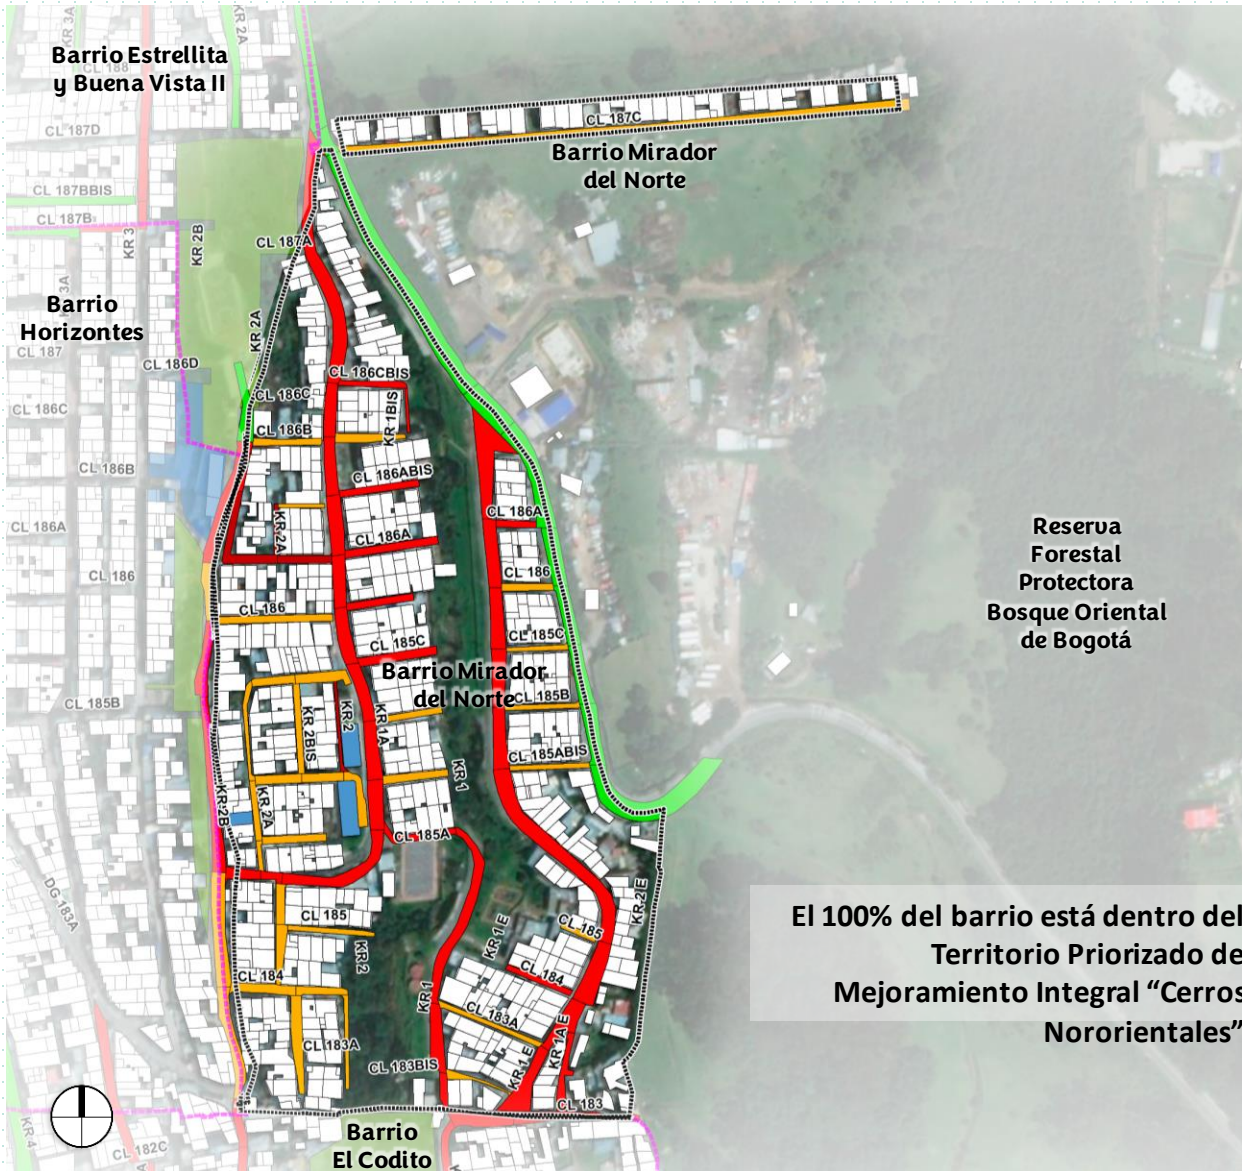 KR 3A
KR 2A
Barrio Estrellita
y Buena Vista II
CL 188
CL 187D
CL 187C
Barrio Mirador
del Norte
CL 187BBIS
CL 187B
KR 3
KR 2B
CL 187A
Barrio
Horizontes
3A
KR 2A
CL 187
CL 186D
CL 186CBIS
CL 186C
CL 186C
KR 1BIS
CL 186B
CL 186B
CL 186ABIS
CL 186A
CL 186A
KR 2A
CL 186A
Reserva
Forestal
Protectora
Bosque Oriental
de Bogotá
CL 186
CL 186
CL 186
CL 185C
CL 185C
Barrio Mirador
del Norte
CL 185B
CL 185B
KR 2
KR 1A
KR 2BIS
CL 185ABIS
KR 1
KR 2B
KR 2A
CL 185A
DG 183A
KR 2 E
El 100% del barrio está dentro del
Territorio Priorizado de
Mejoramiento Integral “Cerros
Nororientales”
CL 185
CL 185
KR 1 E
KR 2
CL 184
CL 184
KR 1
CL 183A
CL 183A
KR 1A E
KR 1 E
CL 183BIS
CL 183
KR 4
CL 182C
Barrio
El Codito